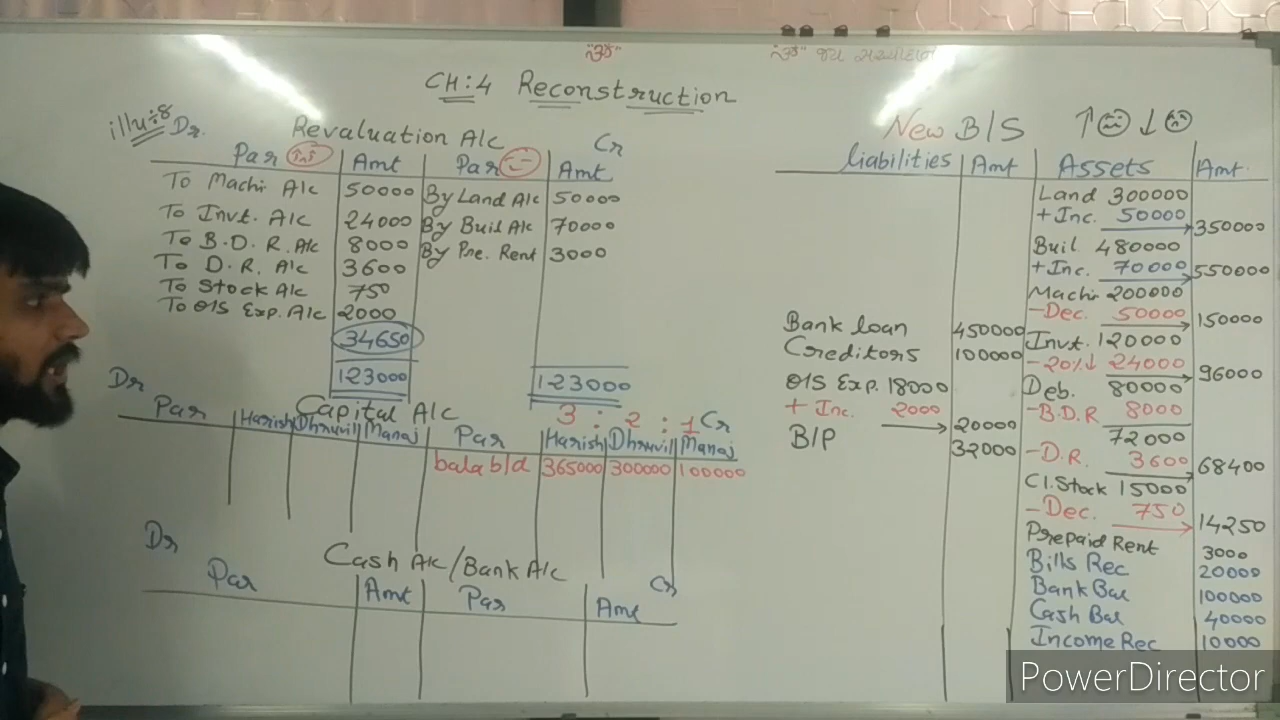 "ૐ"
"ૐ" જય
CH:4 Reconstruction
illu:8
Dr. Revaluation A/c Cr
Par Amt Par Amt
To Machi A/c 50000 By Land A/c 50000
To Invt. A/c 24000 By Buil A/c 70000
To B.D.R. A/c 8000 By Pre. Rent 3000
To D.R. A/c 3600
To Stock A/c 750
To O/S Exp. A/c 2000
34650
123000 123000
Dr Capital A/c 3 : 2 : 1 Cr
Par Harish Dhruvil Manaj Par Harish Dhruvil Manaj
bala b/d 365000 300000 100000
Dr Cash A/c / Bank A/c Cr
Par Amt Par Amt
New B/S ↑ ↓
Liabilities Amt Assets Amt.
Land 300000
+ Inc. 50000 350000
Buil. 480000
+ Inc. 70000 550000
Machi 200000
- Dec. 50000 150000
Bank loan 450000 Invt. 120000
Creditors 100000 - 20%↓ 24000 96000
O/S Exp. 18000 Deb. 80000
+ Inc. 2000 20000 - B.D.R 8000
72000
B/P 32000 - D.R. 3600 68400
Cl. Stock 15000
- Dec. 750 14250
Prepaid Rent 3000
Bills Rec 20000
Bank Bal 100000
Cash Bal 40000
Income Rec 10000
PowerDirector